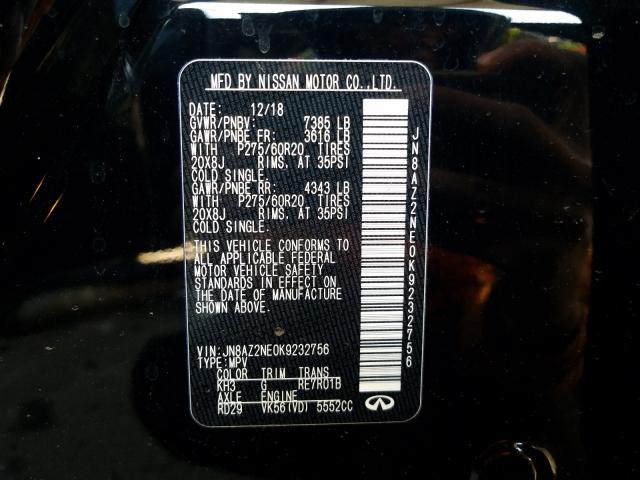 MFD BY NISSAN MOTOR CO.,LTD.
DATE: 12/18
GVWR/PNBV: 7385 LB
GAWR/PNBE FR: 3616 LB
WITH P275/60R20 TIRES
20X8J RIMS. AT 35PSI
COLD SINGLE.
GAWR/PNBE RR: 4343 LB
WITH P275/60R20 TIRES
20X8J RIMS. AT 35PSI
COLD SINGLE.
THIS VEHICLE CONFORMS TO
ALL APPLICABLE FEDERAL
MOTOR VEHICLE SAFETY
STANDARDS IN EFFECT ON
THE DATE OF MANUFACTURE
SHOWN ABOVE.
VIN: JN8AZ2NE0K9232756
TYPE: MPV
COLOR TRIM TRANS
KH3 G RE7R01B
AXLE ENGINE
RD29 VK56(VD) 5552CC
JN8AZ2NE0K9232756